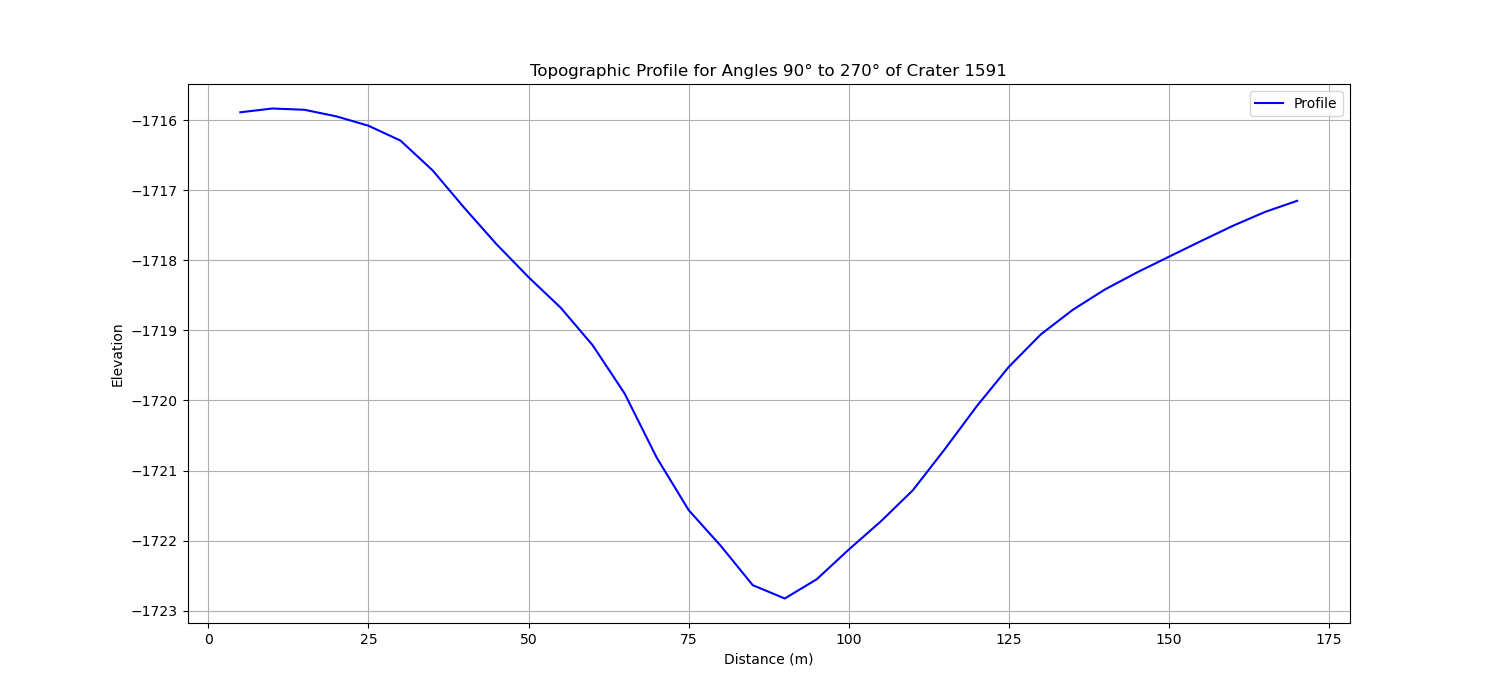 Topographic Profile for Angles 90° to 270° of Crater 1591
Profile
−1716
−1717
−1718
−1719
−1720
−1721
−1722
−1723
Elevation
0 25 50 75 100 125 150 175
Distance (m)